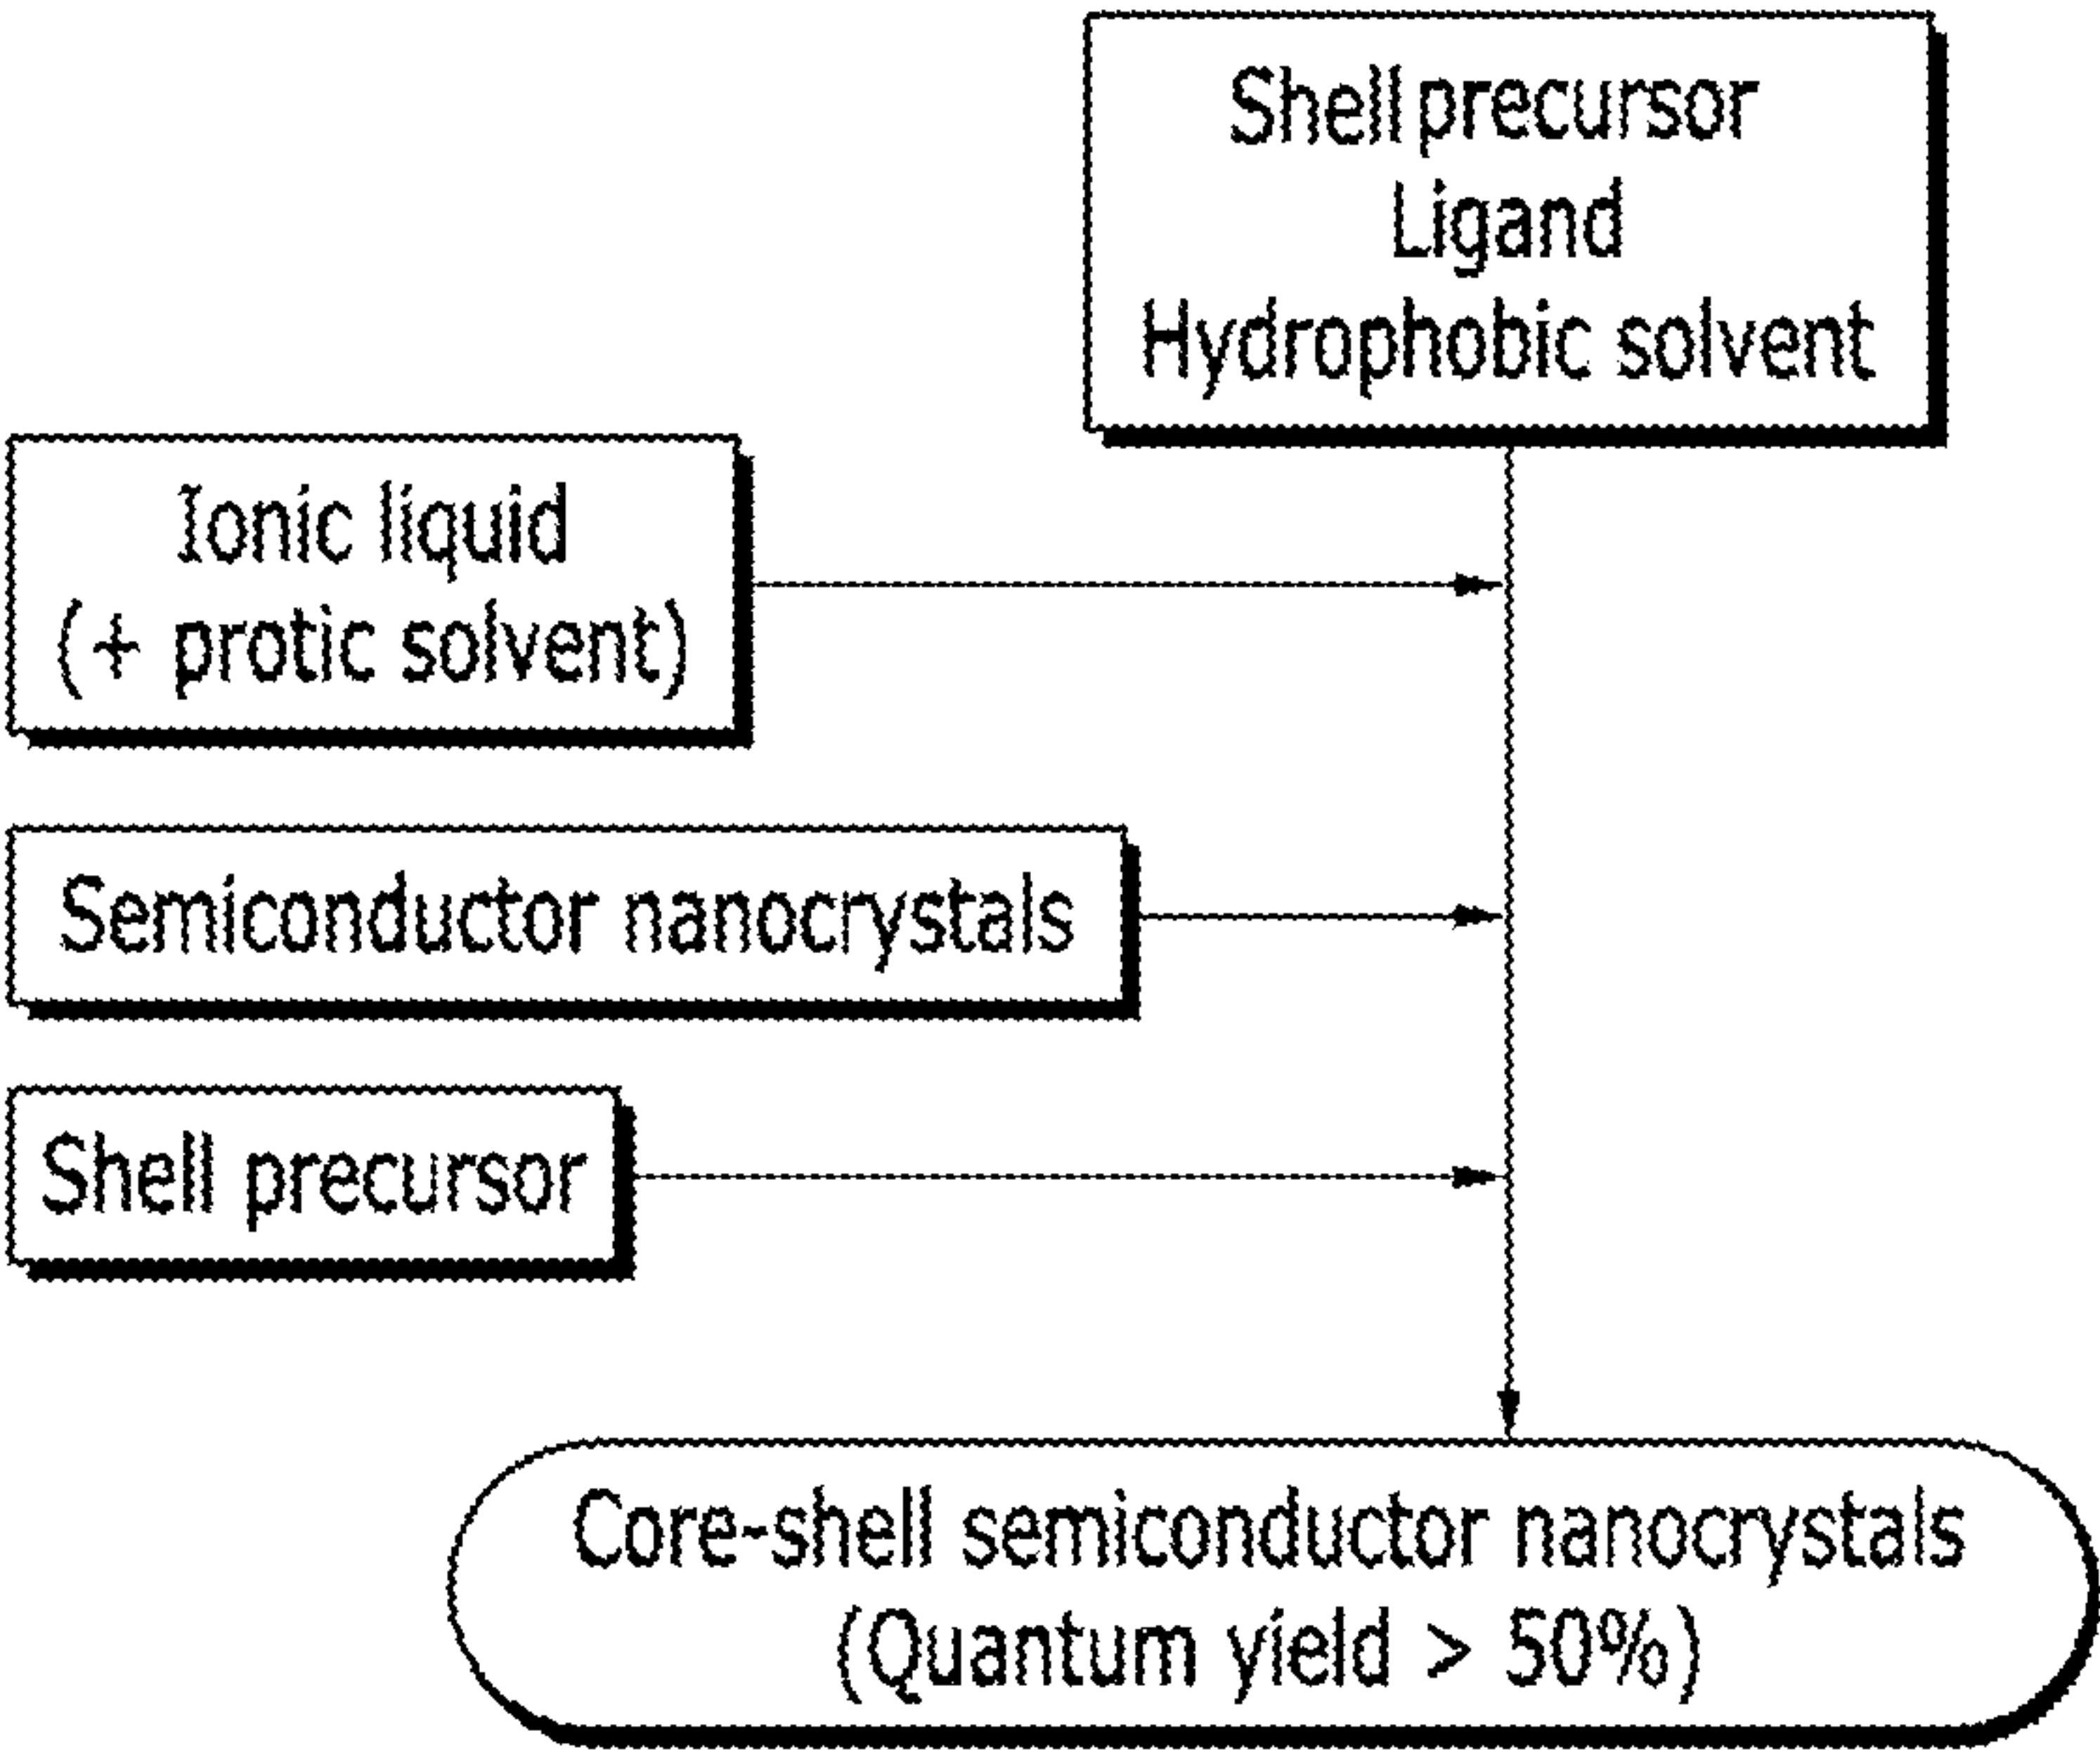 Shell precursor
Ligand
Hydrophobic solvent
Ionic liquid
(+ protic solvent)
Semiconductor nanocrystals
Shell precursor
Core-shell semiconductor nanocrystals
(Quantum yield > 50%)